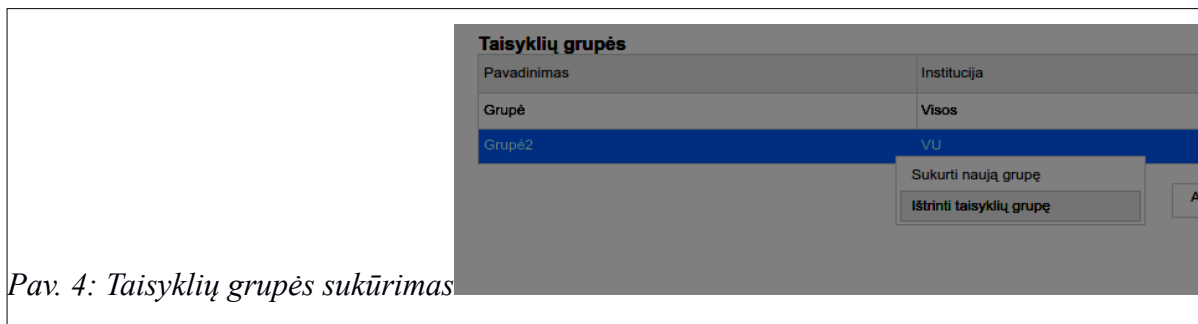 Taisyklių grupės
Pavadinimas Institucija
Grupė Visos
Grupė2 VU
Sukurti naują grupę
Ištrinti taisyklių grupę
A
Pav. 4: Taisyklių grupės sukūrimas